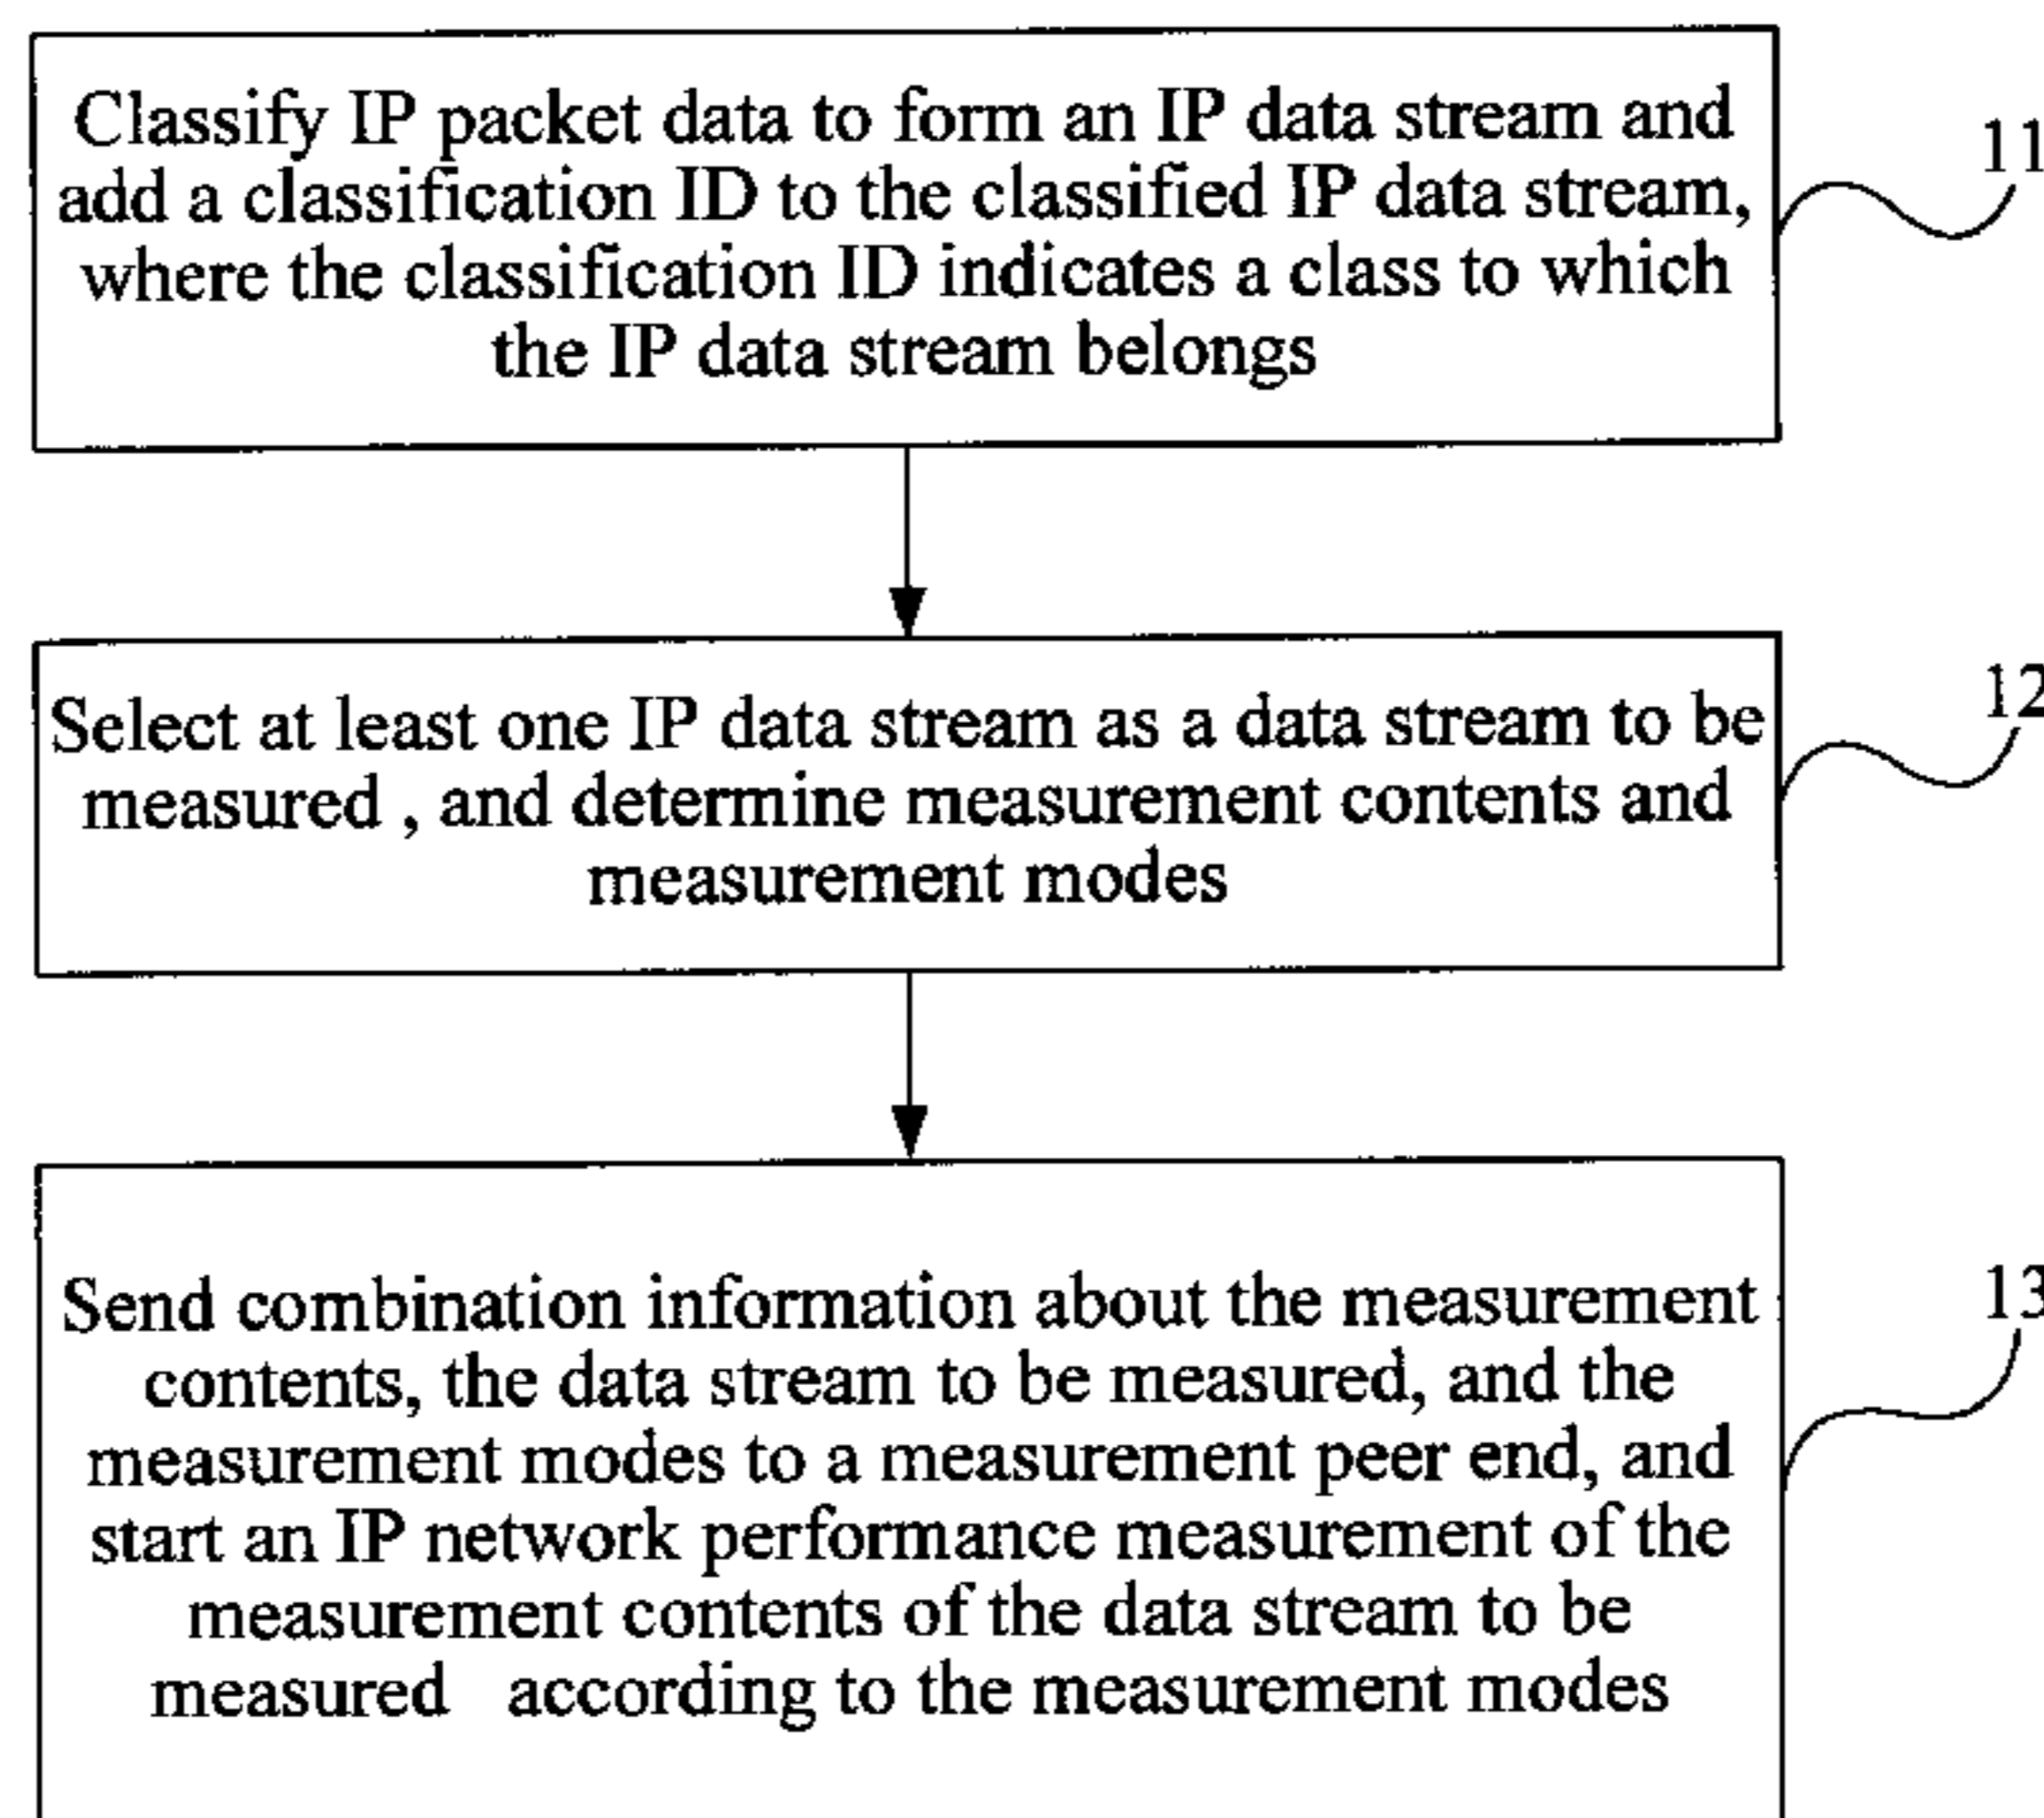 Classify IP packet data to form an IP data stream and
add a classification ID to the classified IP data stream,
where the classification ID indicates a class to which
the IP data stream belongs
11
Select at least one IP data stream as a data stream to be
measured , and determine measurement contents and
measurement modes
12
Send combination information about the measurement
contents, the data stream to be measured, and the
measurement modes to a measurement peer end, and
start an IP network performance measurement of the
measurement contents of the data stream to be
measured   according to the measurement modes
13